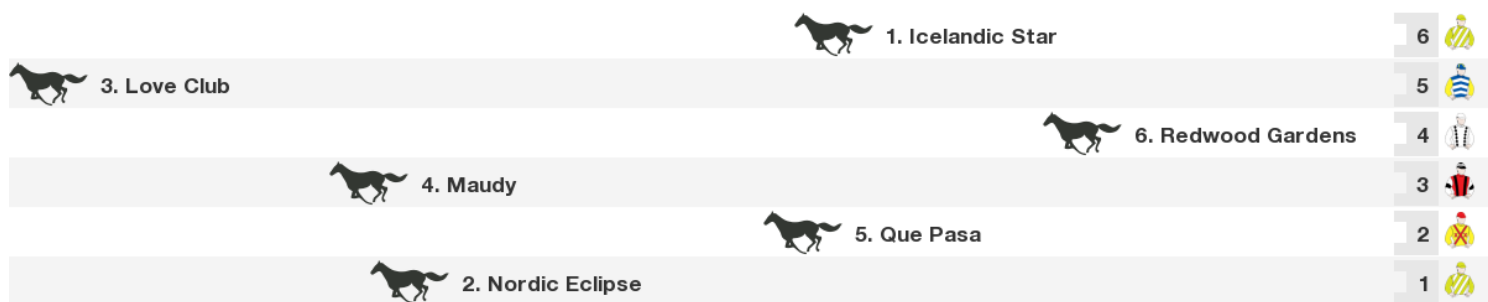 1. Icelandic Star 6
3. Love Club 5
6. Redwood Gardens 4
4. Maudy 3
5. Que Pasa 2
2. Nordic Eclipse 1